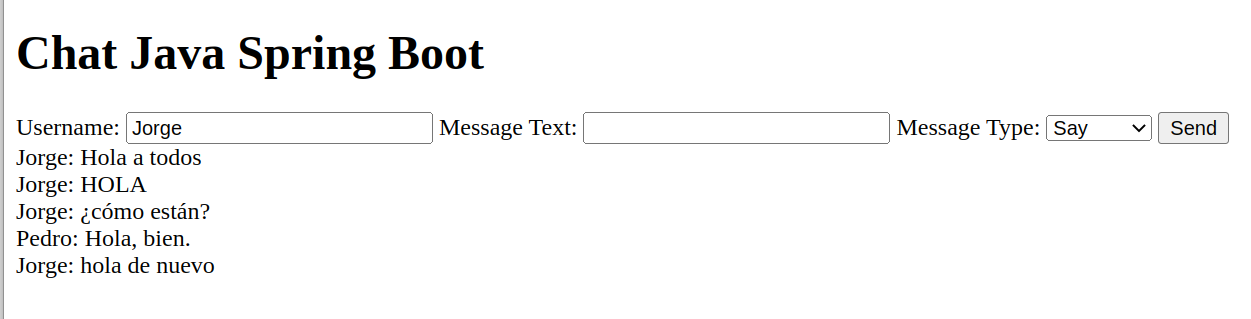 Chat Java Spring Boot
Username: Jorge Message Text: Message Type: Say Send
Jorge: Hola a todos
Jorge: HOLA
Jorge: ¿cómo están?
Pedro: Hola, bien.
Jorge: hola de nuevo